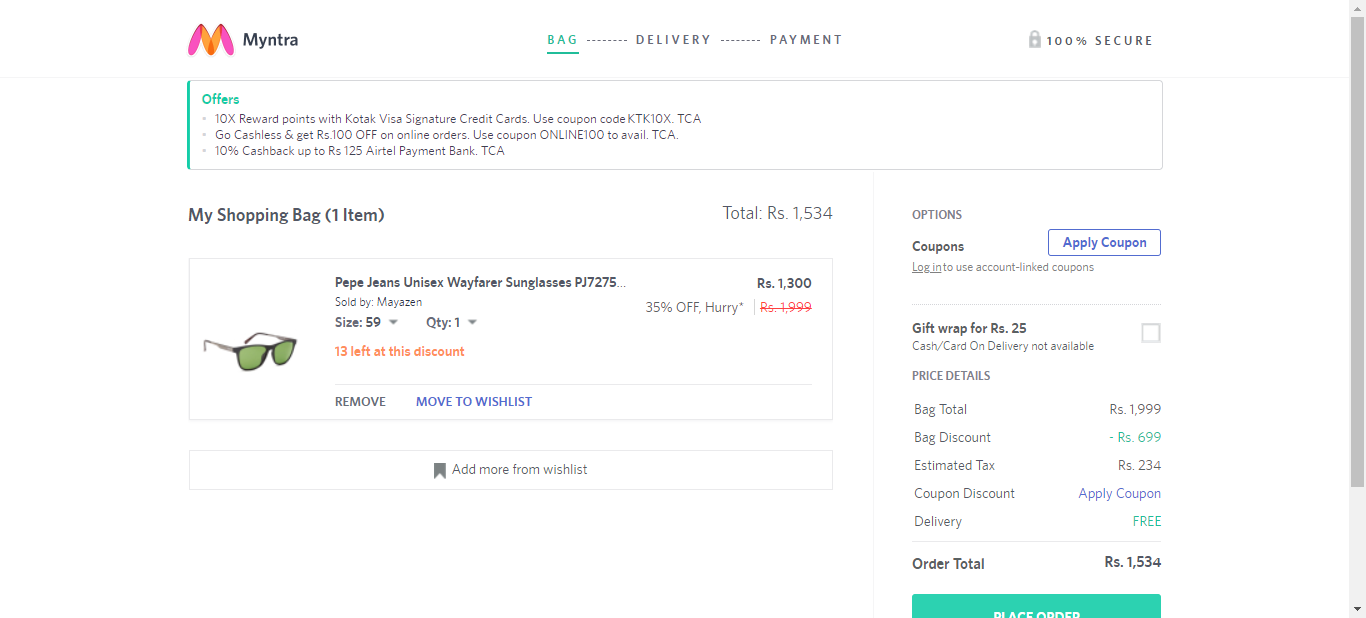 Myntra
BAG -------- DELIVERY -------- PAYMENT
100% SECURE
Offers
10X Reward points with Kotak Visa Signature Credit Cards. Use coupon code KTK10X. TCA
Go Cashless & get Rs.100 OFF on online orders. Use coupon ONLINE100 to avail. TCA.
10% Cashback up to Rs 125 Airtel Payment Bank. TCA
My Shopping Bag (1 Item)
Total: Rs. 1,534
Pepe Jeans Unisex Wayfarer Sunglasses PJ7275...
Rs. 1,300
Sold by: Mayazen
35% OFF, Hurry* Rs. 1,999
Size: 59 Qty: 1
13 left at this discount
REMOVE MOVE TO WISHLIST
Add more from wishlist
OPTIONS
Coupons Apply Coupon
Log in to use account-linked coupons
Gift wrap for Rs. 25
Cash/Card On Delivery not available
PRICE DETAILS
Bag Total Rs. 1,999
Bag Discount - Rs. 699
Estimated Tax Rs. 234
Coupon Discount Apply Coupon
Delivery FREE
Order Total Rs. 1,534
PLACE ORDER